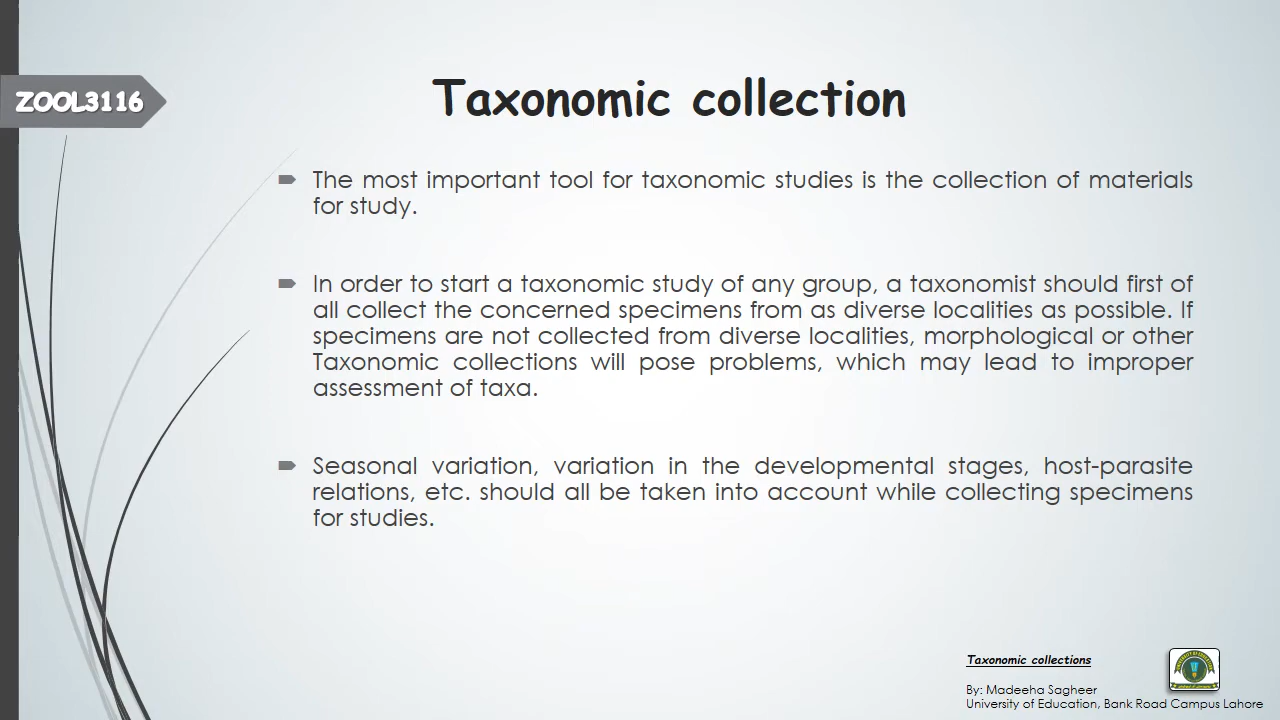 ZOOL3116
Taxonomic collection
The most important tool for taxonomic studies is the collection of materials
for study.
In order to start a taxonomic study of any group, a taxonomist should first of
all collect the concerned specimens from as diverse localities as possible. If
specimens are not collected from diverse localities, morphological or other
Taxonomic collections will pose problems, which may lead to improper
assessment of taxa.
Seasonal variation, variation in the developmental stages, host-parasite
relations, etc. should all be taken into account while collecting specimens
for studies.
Taxonomic collections
By: Madeeha Sagheer
University of Education, Bank Road Campus Lahore